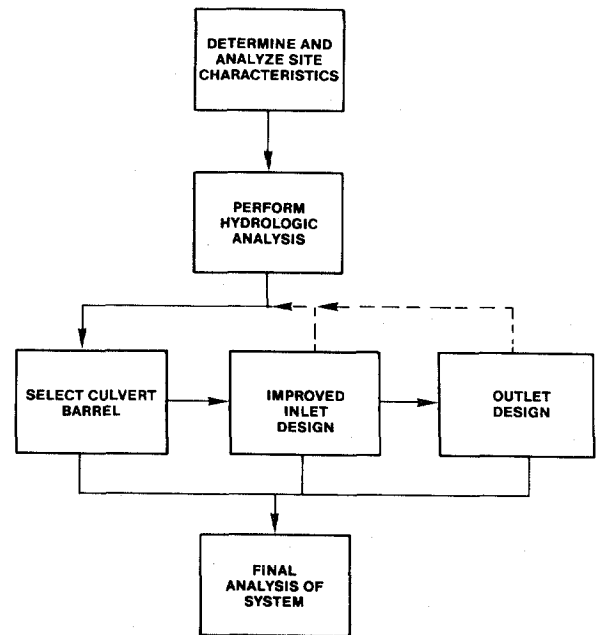 DETERMINE AND
ANALYZE SITE
CHARACTERISTICS
PERFORM
HYDROLOGIC
ANALYSIS
SELECT CULVERT
BARREL
IMPROVED
INLET
DESIGN
OUTLET
DESIGN
FINAL
ANALYSIS OF
SYSTEM